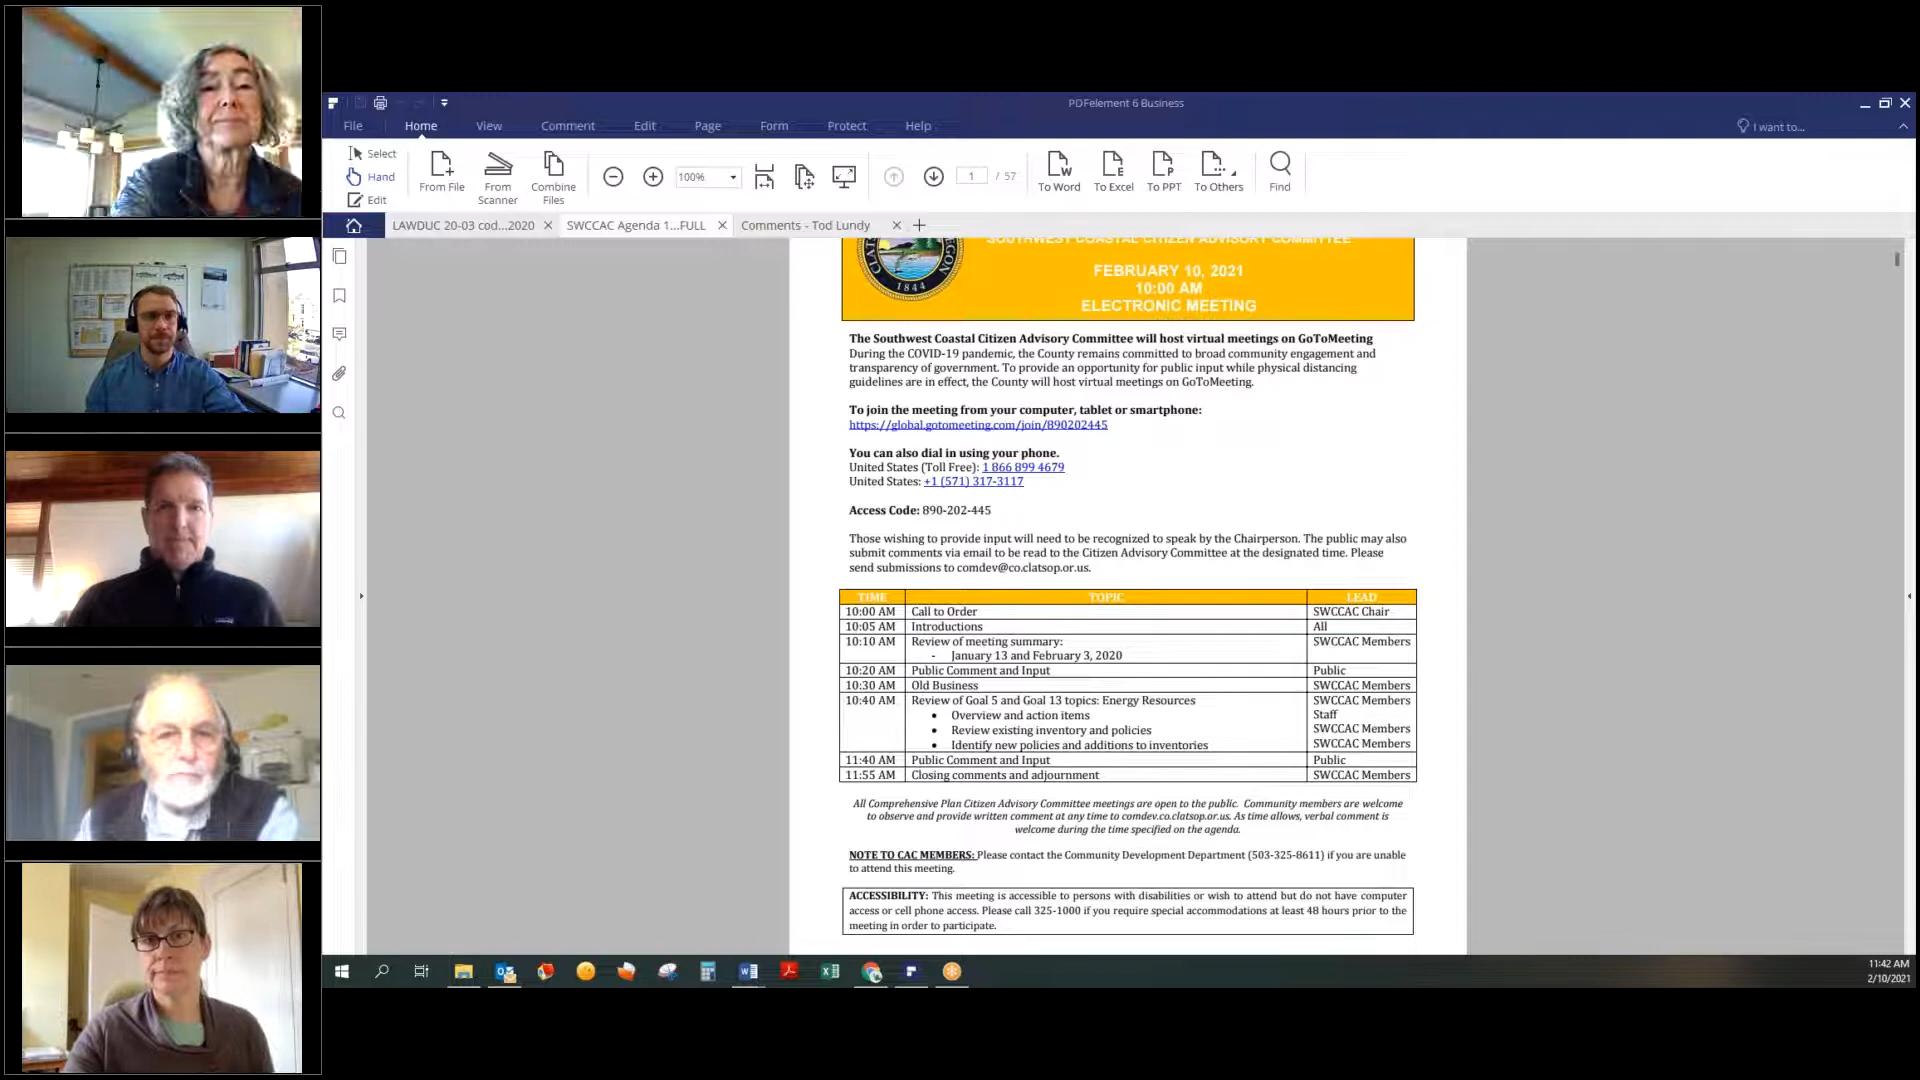 PDFelement 6 Business
File Home View Comment Edit Page Form Protect Help I want to...
Select
Hand
Edit
From File
From Scanner
Combine Files
100%
1 / 57
To Word To Excel To PPT To Others Find
LAWDUC 20-03 cod...2020 SWCCAC Agenda 1...FULL Comments - Tod Lundy
SOUTHWEST COASTAL CITIZEN ADVISORY COMMITTEE
FEBRUARY 10, 2021
10:00 AM
ELECTRONIC MEETING
1844
The Southwest Coastal Citizen Advisory Committee will host virtual meetings on GoToMeeting
During the COVID-19 pandemic, the County remains committed to broad community engagement and
transparency of government. To provide an opportunity for public input while physical distancing
guidelines are in effect, the County will host virtual meetings on GoToMeeting.
To join the meeting from your computer, tablet or smartphone:
https://global.gotomeeting.com/join/890202445
You can also dial in using your phone.
United States (Toll Free): 1 866 899 4679
United States: +1 (571) 317-3117
Access Code: 890-202-445
Those wishing to provide input will need to be recognized to speak by the Chairperson. The public may also
submit comments via email to be read to the Citizen Advisory Committee at the designated time. Please
send submissions to comdev@co.clatsop.or.us.
TIME TOPIC LEAD
10:00 AM Call to Order SWCCAC Chair
10:05 AM Introductions All
10:10 AM Review of meeting summary: SWCCAC Members
- January 13 and February 3, 2020
10:20 AM Public Comment and Input Public
10:30 AM Old Business SWCCAC Members
10:40 AM Review of Goal 5 and Goal 13 topics: Energy Resources SWCCAC Members
• Overview and action items Staff
• Review existing inventory and policies SWCCAC Members
• Identify new policies and additions to inventories SWCCAC Members
11:40 AM Public Comment and Input Public
11:55 AM Closing comments and adjournment SWCCAC Members
All Comprehensive Plan Citizen Advisory Committee meetings are open to the public. Community members are welcome
to observe and provide written comment at any time to comdev.co.clatsop.or.us. As time allows, verbal comment is
welcome during the time specified on the agenda.
NOTE TO CAC MEMBERS: Please contact the Community Development Department (503-325-8611) if you are unable
to attend this meeting.
ACCESSIBILITY: This meeting is accessible to persons with disabilities or wish to attend but do not have computer
access or cell phone access. Please call 325-1000 if you require special accommodations at least 48 hours prior to the
meeting in order to participate.
11:42 AM
2/10/2021